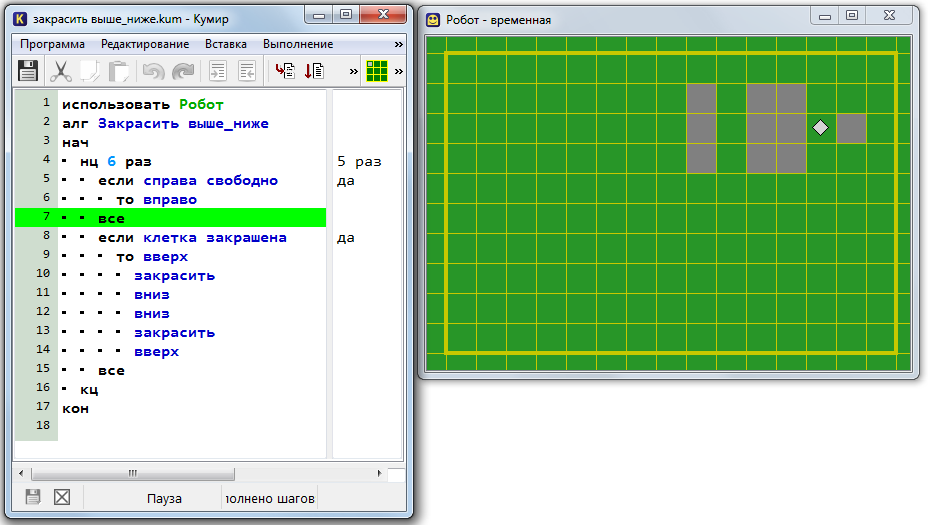 закрасить выше_ниже.kum - Кумир
Программа Редактирование Вставка Выполнение »
» »
1 использовать Робот
2 алг Закрасить выше_ниже
3 нач
4 нц 6 раз 5 раз
5 если справа свободно да
6 то вправо
7 все
8 если клетка закрашена да
9 то вверх
10 закрасить
11 вниз
12 вниз
13 закрасить
14 вверх
15 все
16 кц
17 кон
18
Пауза
полнено шагов
Робот - временная